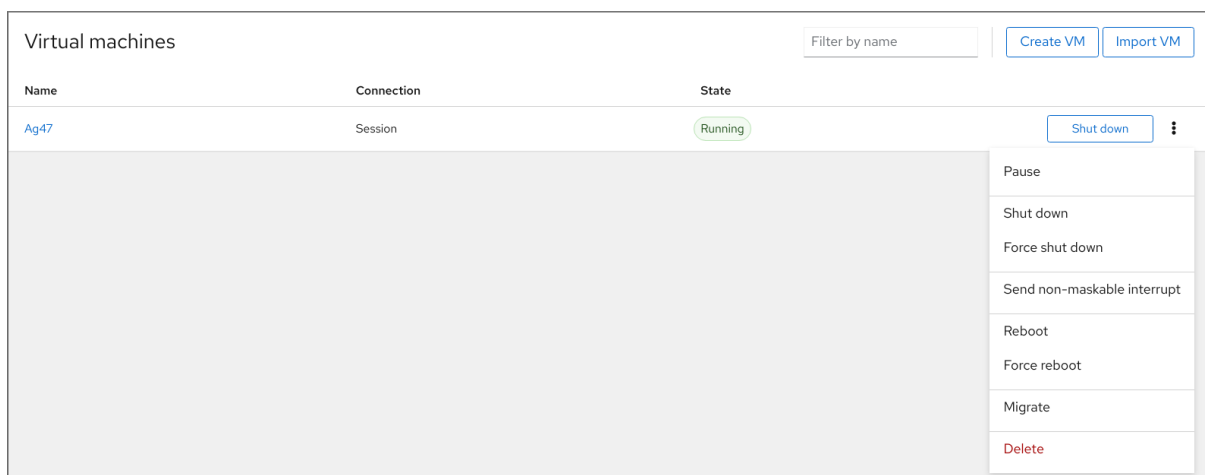 Virtual machines
Filter by name
Create VM
Import VM
Name Connection State
Ag47 Session Running Shut down
Pause
Shut down
Force shut down
Send non-maskable interrupt
Reboot
Force reboot
Migrate
Delete